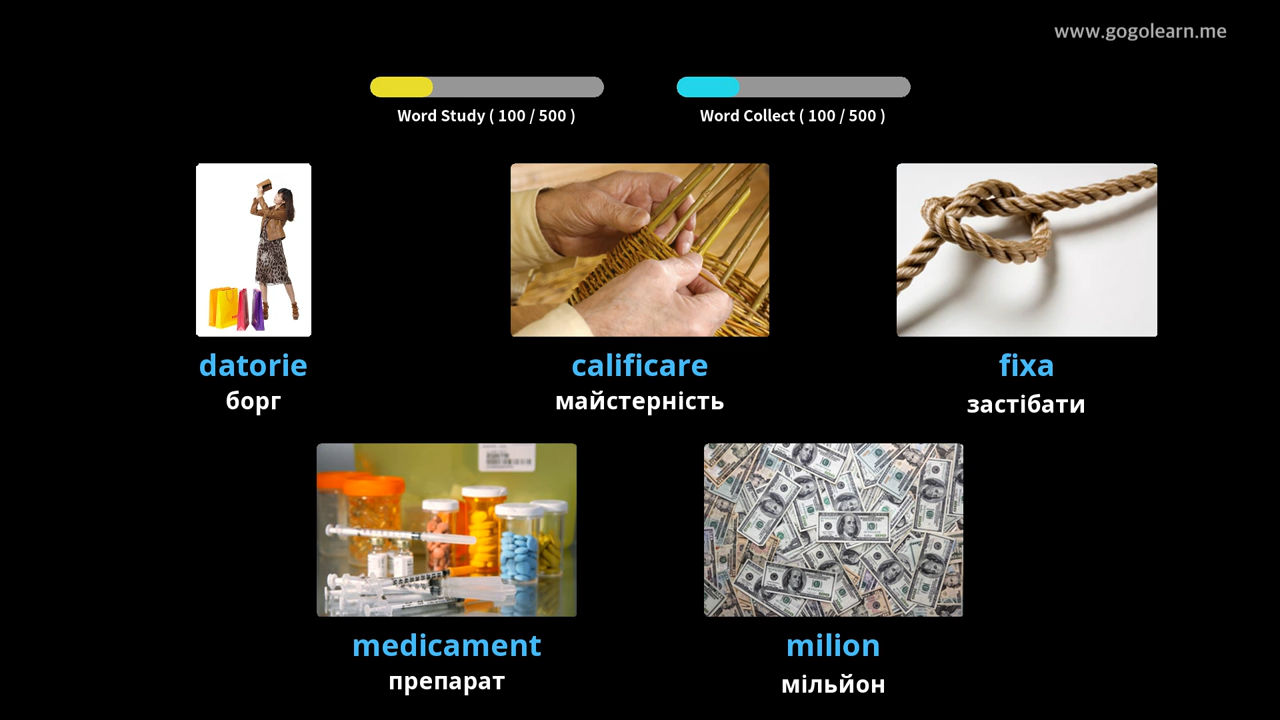 www.gogolearn.me
Word Study ( 100 / 500 )
Word Collect ( 100 / 500 )
datorie
борг
calificare
майстерність
fixa
застібати
medicament
препарат
milion
мільйон